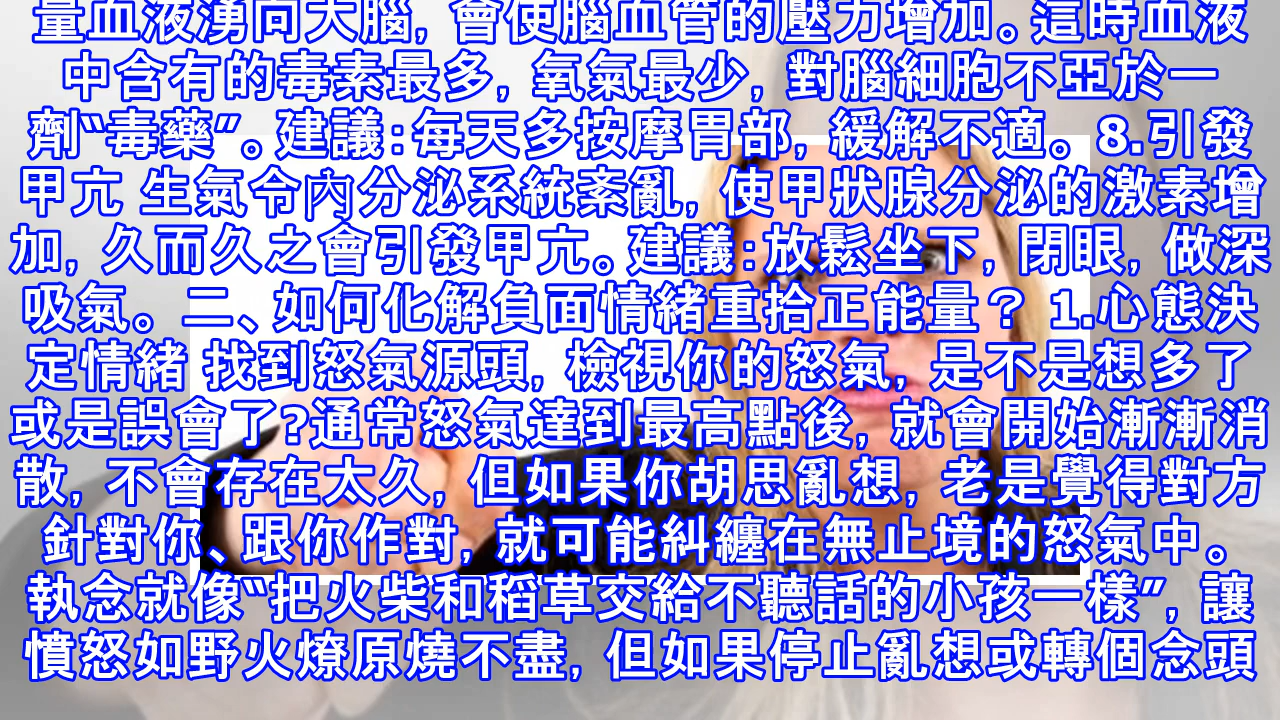 量血液湧向大腦, 會使腦血管的壓力增加。這時血液
中含有的毒素最多, 氧氣最少, 對腦細胞不亞於一
劑“毒藥”。建議:每天多按摩胃部, 緩解不適。8.引發
甲亢 生氣令內分泌系統紊亂, 使甲狀腺分泌的激素增
加, 久而久之會引發甲亢。建議:放鬆坐下, 閉眼, 做深
吸氣。二、如何化解負面情緒重拾正能量？ 1.心態決
定情緒 找到怒氣源頭, 檢視你的怒氣, 是不是想多了
或是誤會了?通常怒氣達到最高點後, 就會開始漸漸消
散, 不會存在太久, 但如果你胡思亂想, 老是覺得對方
針對你、跟你作對, 就可能糾纏在無止境的怒氣中。
執念就像“把火柴和稻草交給不聽話的小孩一樣”, 讓
憤怒如野火燎原燒不盡, 但如果停止亂想或轉個念頭